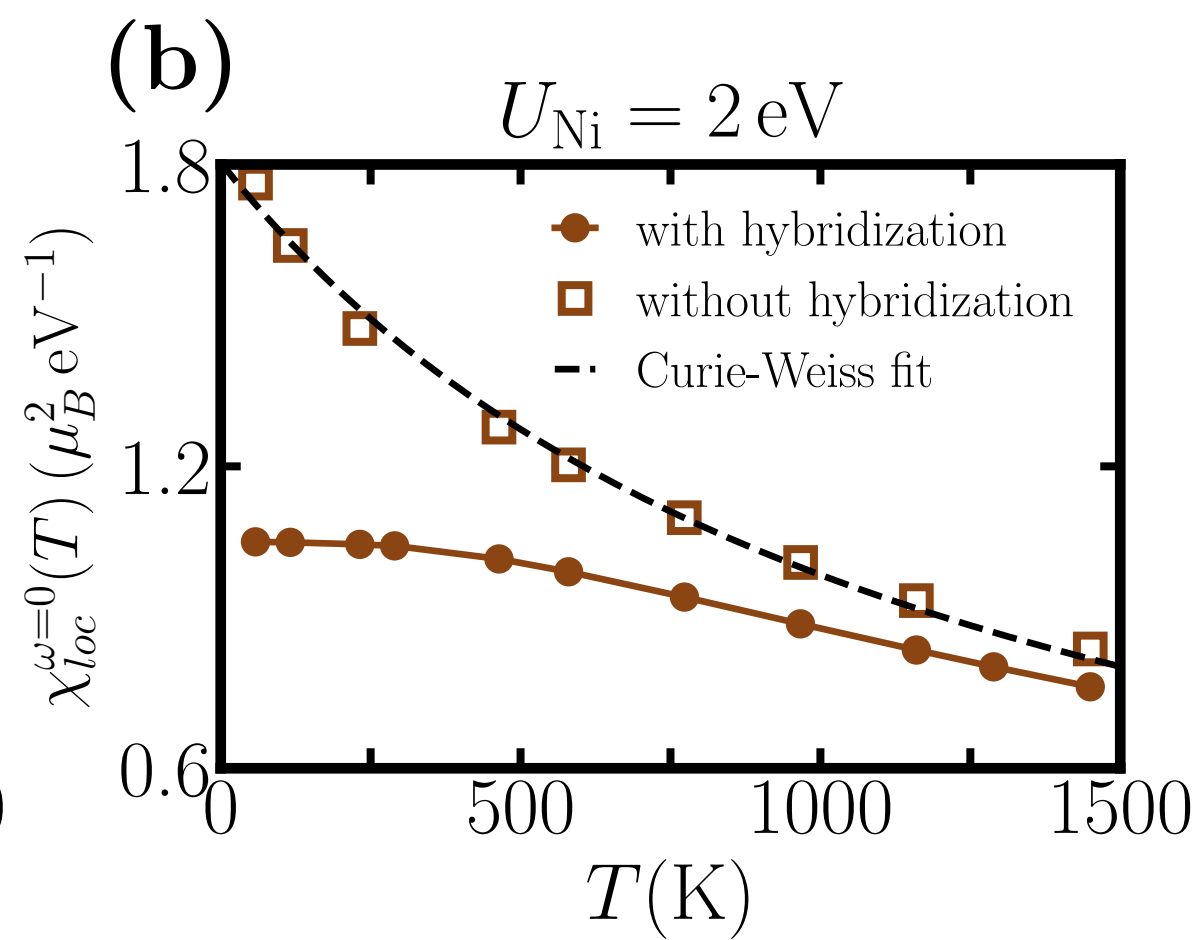 (b)
U_Ni = 2 eV
1.8
with hybridization
without hybridization
Curie-Weiss fit
χ_loc^{ω=0}(T) (μ_B^2 eV^{−1})
1.2
0.6
0 500 1000 1500
T(K)
)